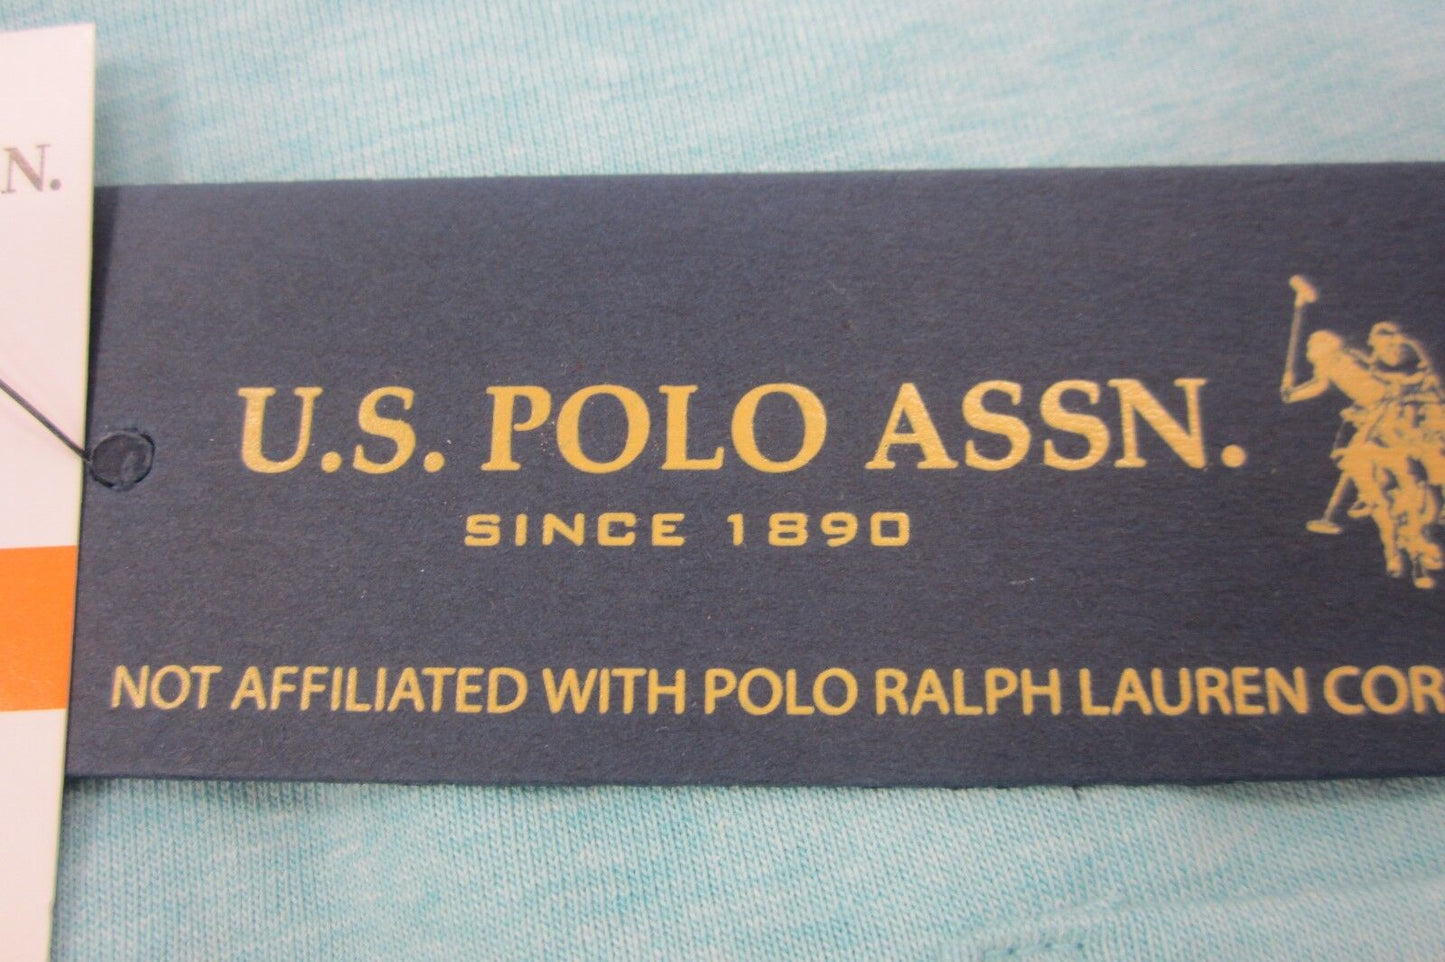 N.
U.S. POLO ASSN.
SINCE 1890
NOT AFFILIATED WITH POLO RALPH LAUREN COR